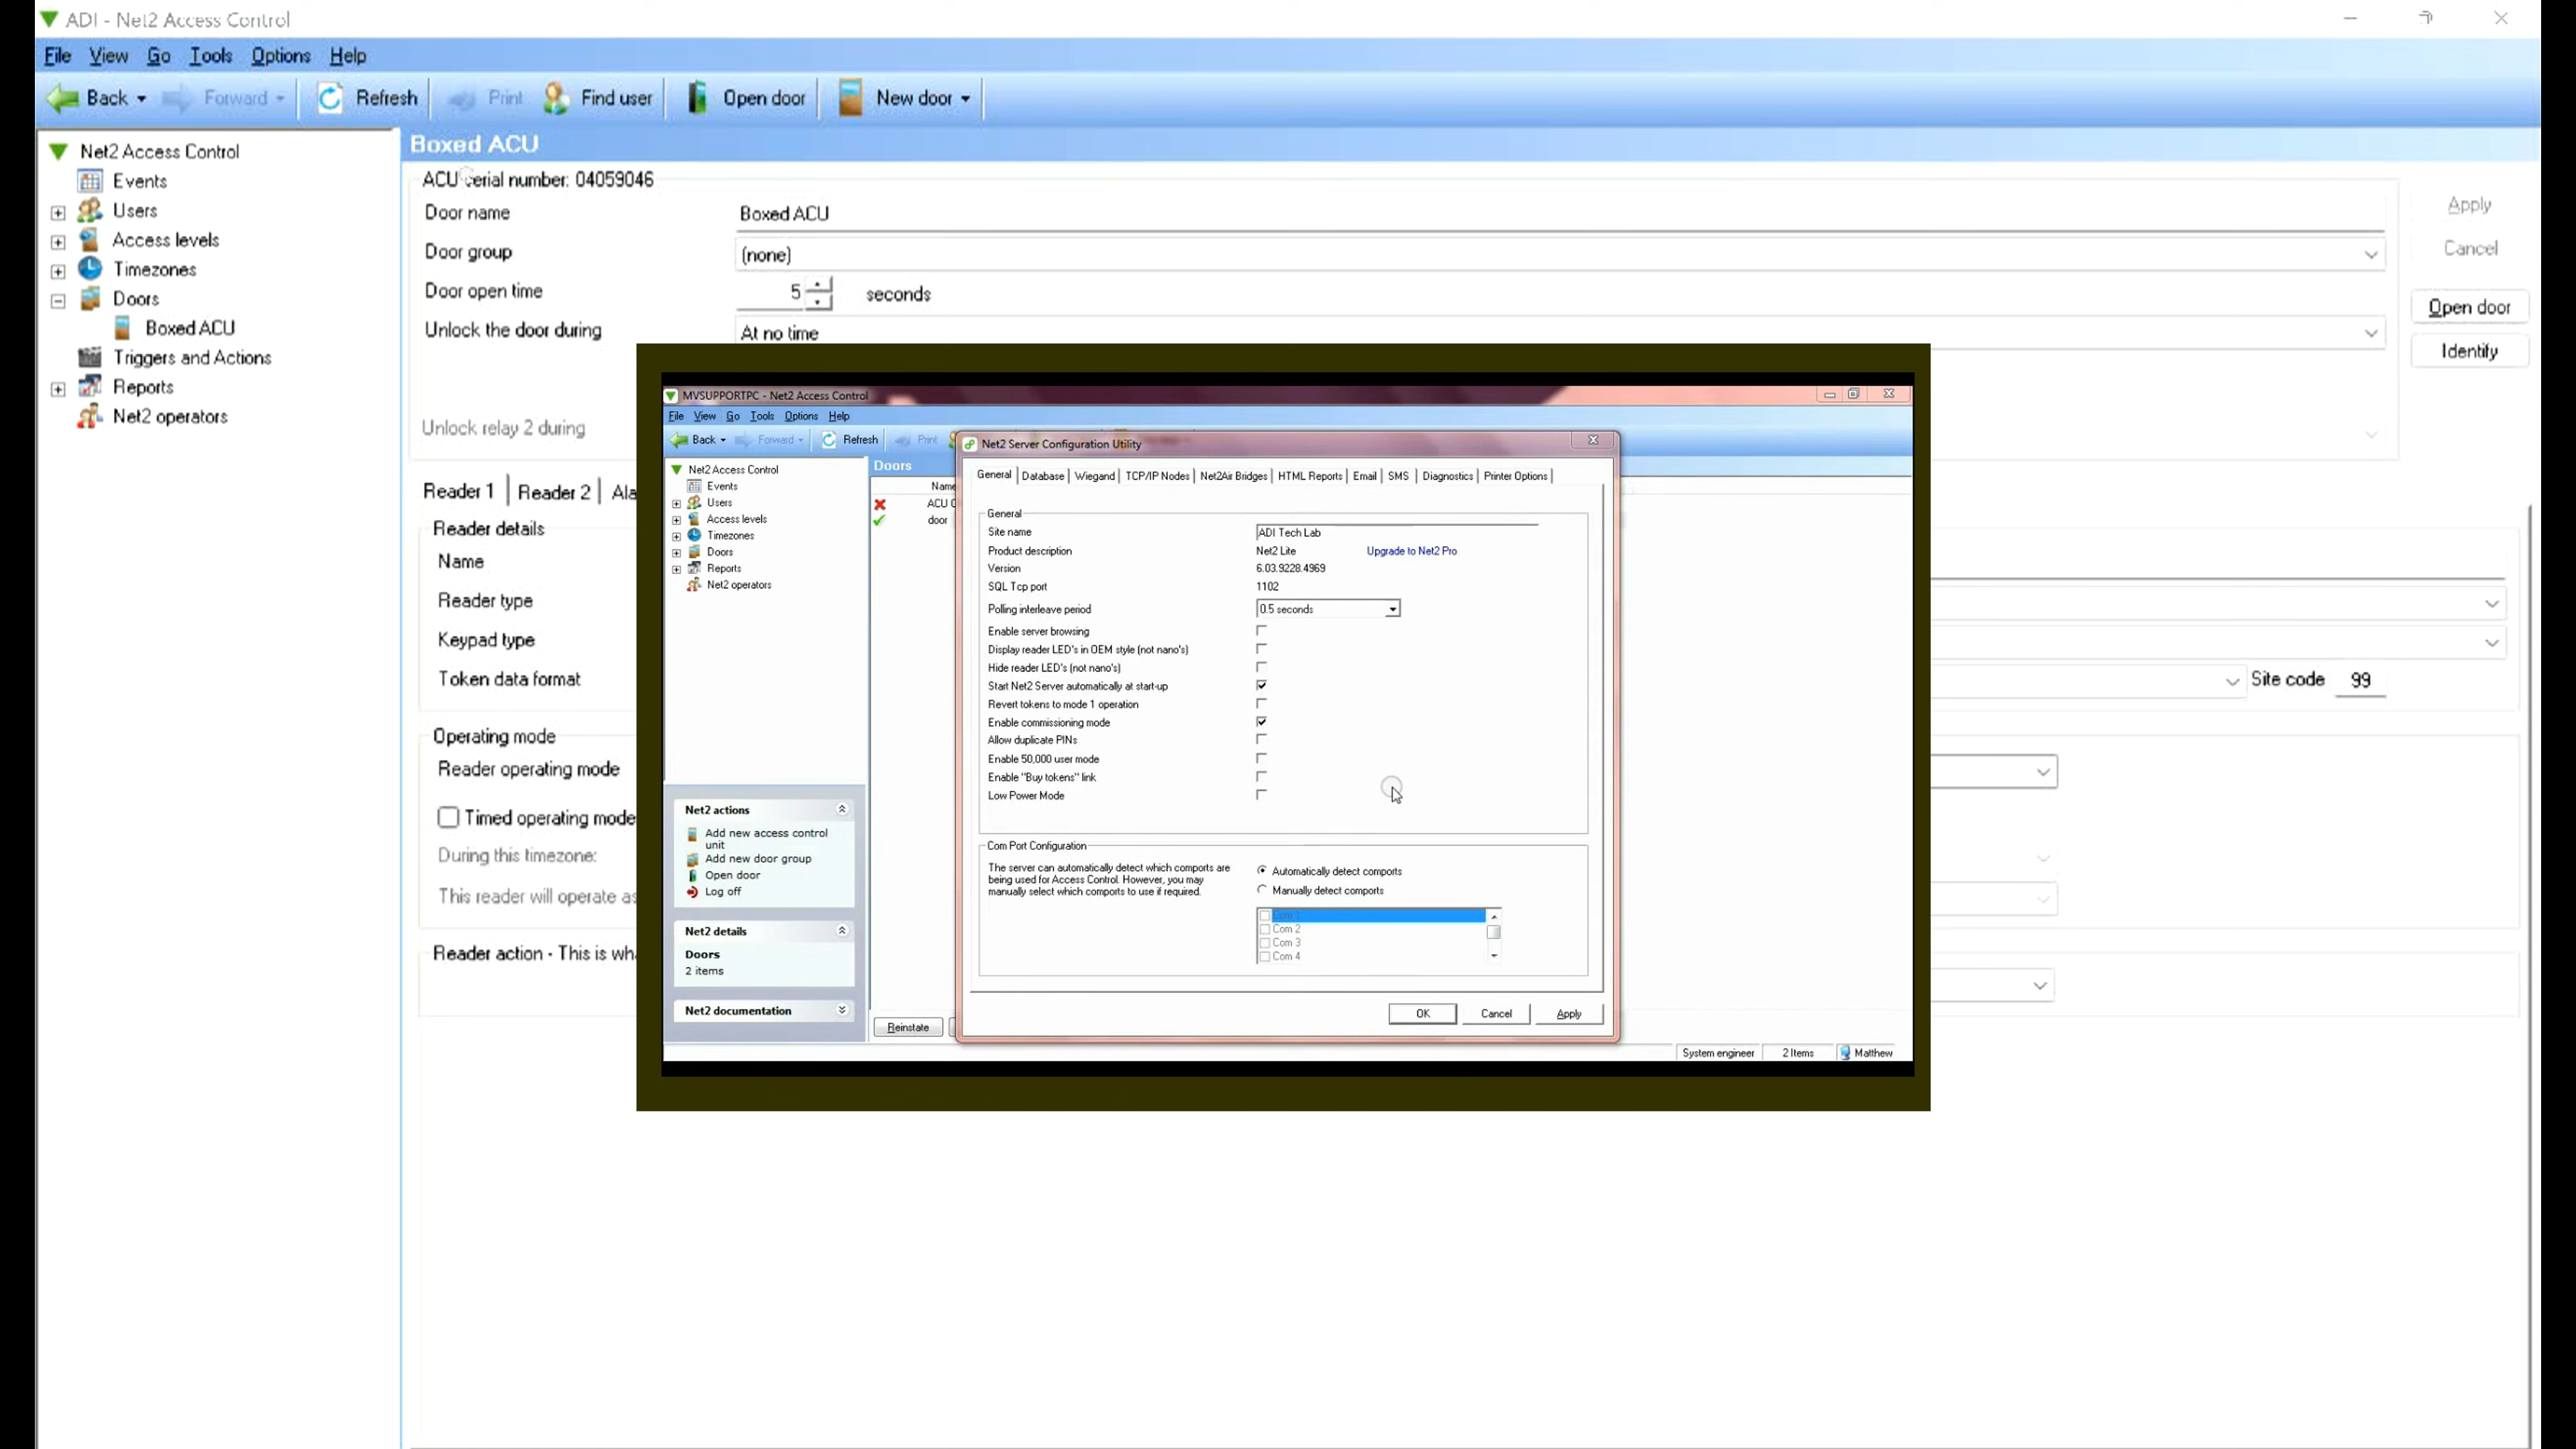 ADI - Net2 Access Control
File View Go Tools Options Help
Back Forward Refresh Print Find user Open door New door
Net2 Access Control
Events
Users
Access levels
Timezones
Doors
Boxed ACU
Triggers and Actions
Reports
Net2 operators
Boxed ACU
ACU serial number: 04059046
Door name Boxed ACU
Door group (none)
Door open time 5 seconds
Unlock the door during At no time
Unlock relay 2 during
Apply
Cancel
Open door
Identify
Reader 1 Reader 2 Ala
Reader details
Name
Reader type
Keypad type
Token data format
Site code 99
Operating mode
Reader operating mode
Timed operating mode
During this timezone:
This reader will operate as
Reader action - This is wha
MVSUPPORTPC - Net2 Access Control
File View Go Tools Options Help
Back Forward Refresh Print
Net2 Access Control
Events
Users
Access levels
Timezones
Doors
Reports
Net2 operators
Net2 actions
Add new access control
unit
Add new door group
Open door
Log off
Net2 details
Doors
2 items
Net2 documentation
Doors
Name
ACU
door
Reinstate
Net2 Server Configuration Utility
General Database Wiegand TCP/IP Nodes Net2Air Bridges HTML Reports Email SMS Diagnostics Printer Options
General
Site name ADI Tech Lab
Product description Net2 Lite Upgrade to Net2 Pro
Version 6.03.9228.4969
SQL Tcp port 1102
Polling interleave period 0.5 seconds
Enable server browsing
Display reader LED's in OEM style (not nano's)
Hide reader LED's (not nano's)
Start Net2 Server automatically at start-up
Revert tokens to mode 1 operation
Enable commissioning mode
Allow duplicate PINs
Enable 50,000 user mode
Enable "Buy tokens" link
Low Power Mode
Com Port Configuration
The server can automatically detect which comports are
being used for Access Control. However, you may
manually select which comports to use if required.
Automatically detect comports
Manually detect comports
Com 1
Com 2
Com 3
Com 4
OK Cancel Apply
System engineer 2 Items Matthew